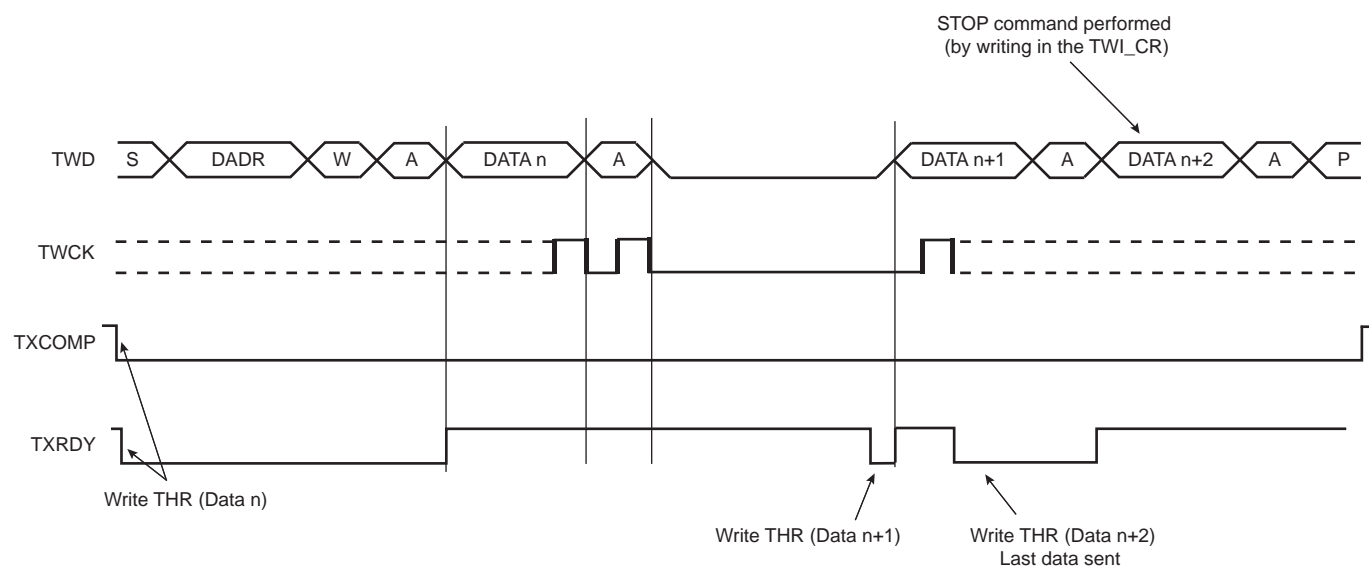 STOP command performed
(by writing in the TWI_CR)
TWD S DADR W A DATA n A DATA n+1 A DATA n+2 A P
TWCK
TXCOMP
TXRDY
Write THR (Data n)
Write THR (Data n+1)
Write THR (Data n+2)
Last data sent